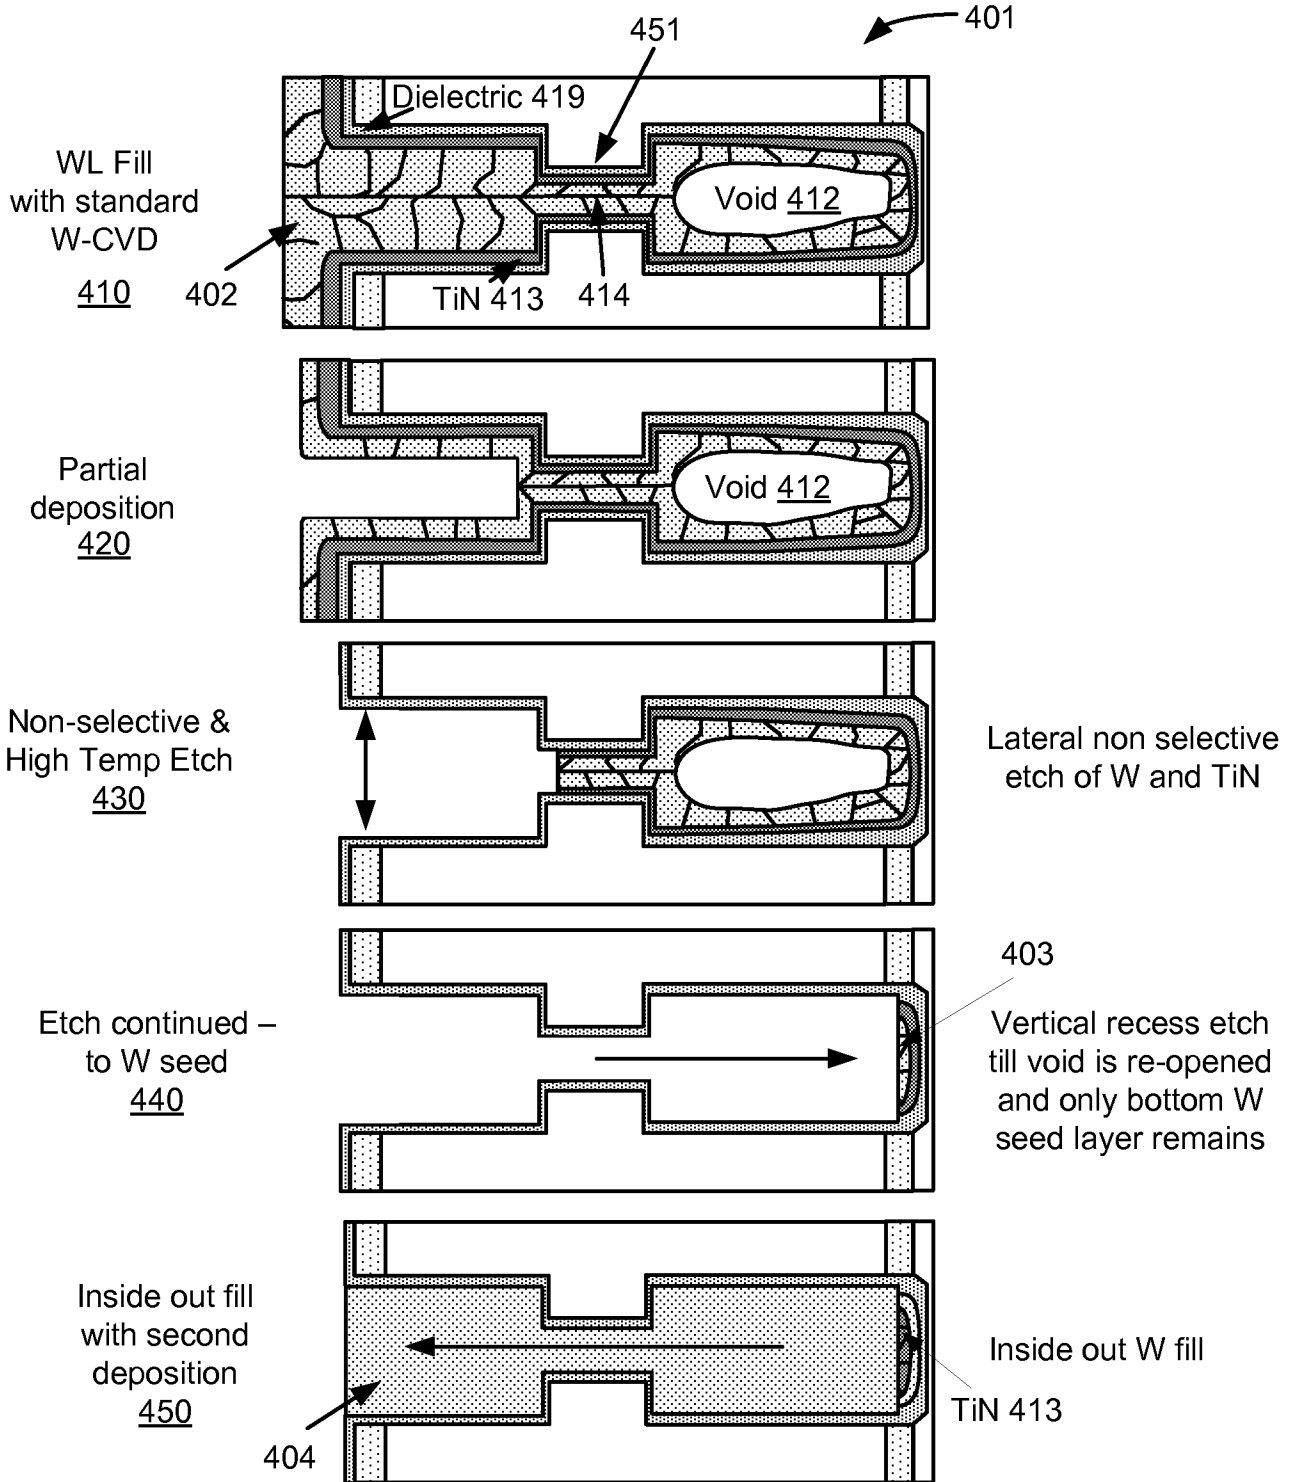 401
451
Dielectric 419
WL Fill
with standard
W-CVD
410
402
Void 412
TiN 413
414
Partial
deposition
420
Void 412
Non-selective &
High Temp Etch
430
Lateral non selective
etch of W and TiN
Etch continued –
to W seed
440
403
Vertical recess etch
till void is re-opened
and only bottom W
seed layer remains
Inside out fill
with second
deposition
450
404
Inside out W fill
TiN 413